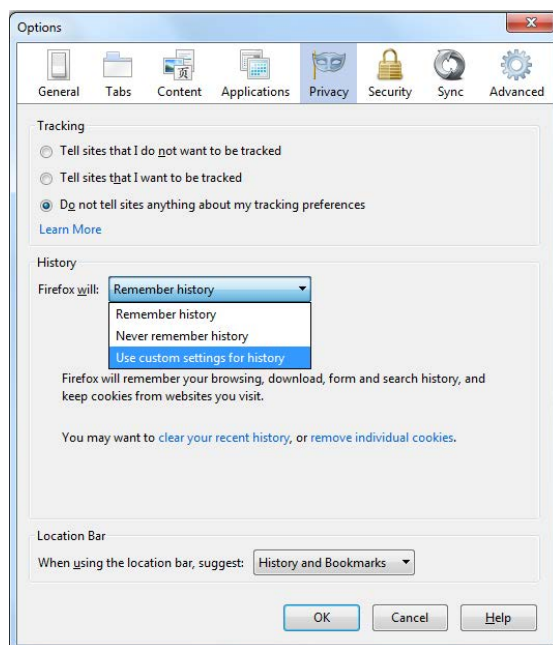 Options
General Tabs Content Applications Privacy Security Sync Advanced
Tracking
Tell sites that I do not want to be tracked
Tell sites that I want to be tracked
Do not tell sites anything about my tracking preferences
Learn More
History
Firefox will: Remember history
Remember history
Never remember history
Use custom settings for history
Firefox will remember your browsing, download, form and search history, and
keep cookies from websites you visit.
You may want to clear your recent history, or remove individual cookies.
Location Bar
When using the location bar, suggest: History and Bookmarks
OK Cancel Help